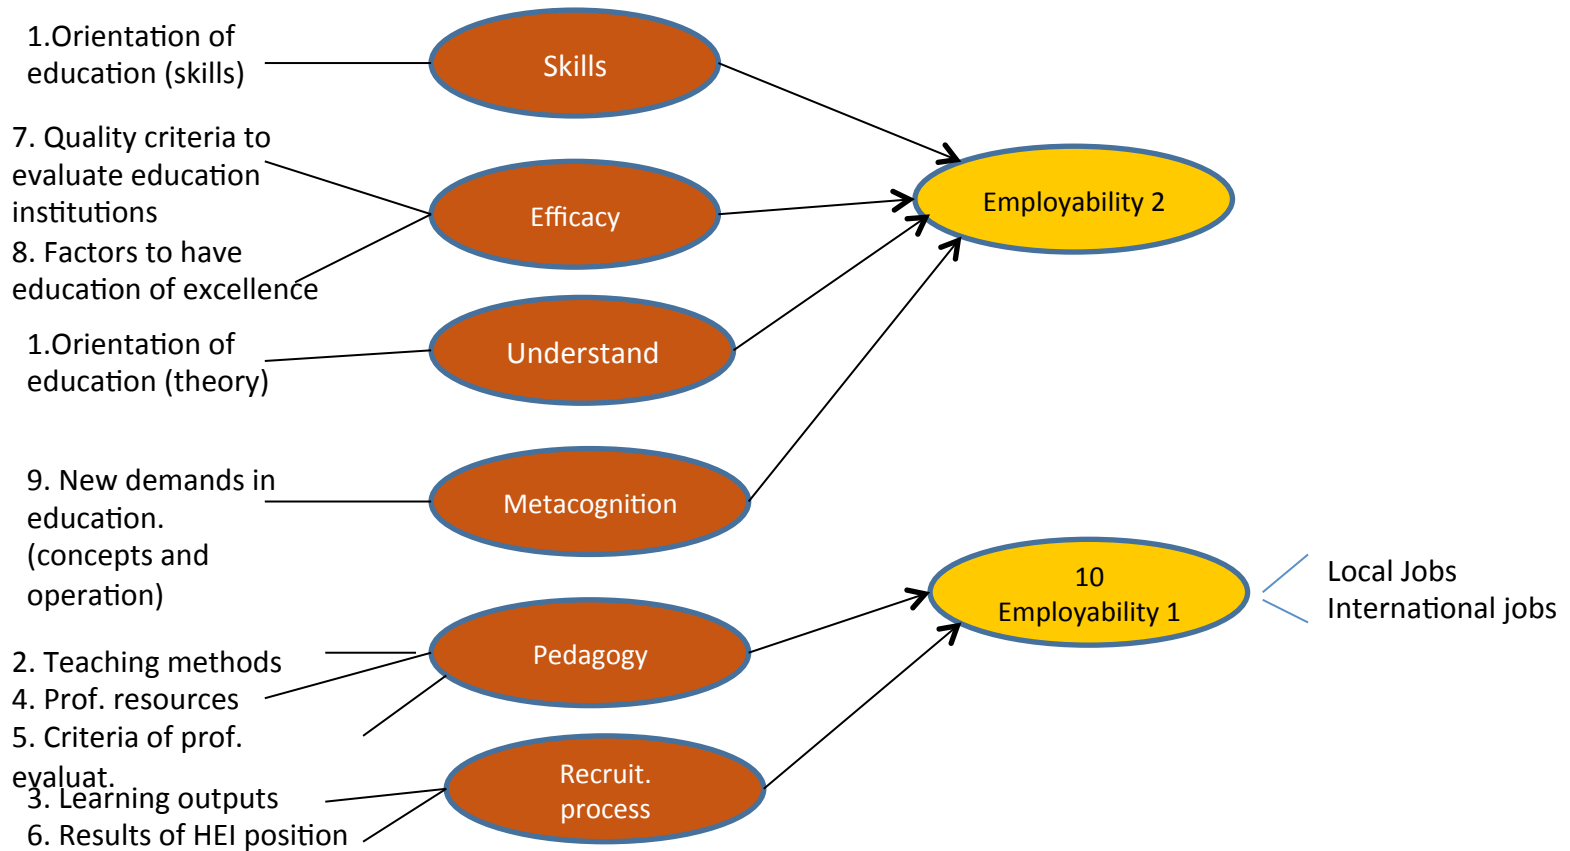 1.Orientation of
education (skills)
Skills
7. Quality criteria to
evaluate education
institutions
8. Factors to have
education of excellence
Efficacy
Employability 2
1.Orientation of
education (theory)
Understand
9. New demands in
education.
(concepts and
operation)
Metacognition
10
Employability 1
Local Jobs
International jobs
2. Teaching methods
4. Prof. resources
5. Criteria of prof.
evaluat.
Pedagogy
3. Learning outputs
6. Results of HEI position
Recruit.
process